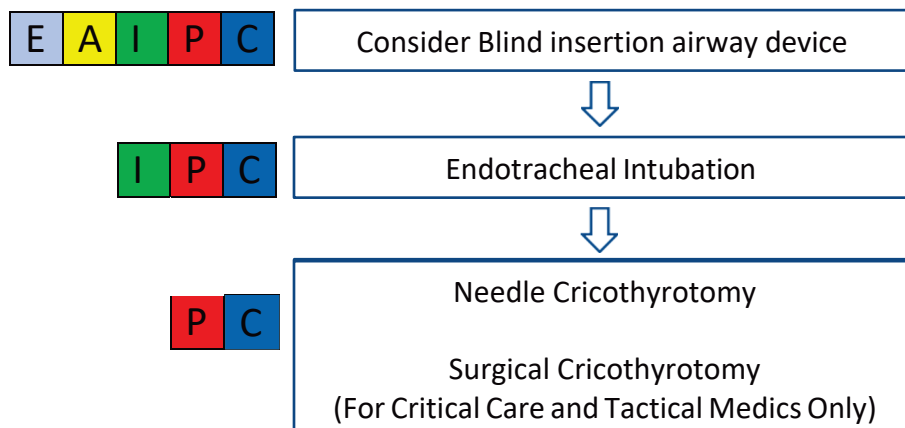 E A I P C Consider Blind insertion airway device
I P C Endotracheal Intubation
P C Needle Cricothyrotomy
Surgical Cricothyrotomy
(For Critical Care and Tactical Medics Only)